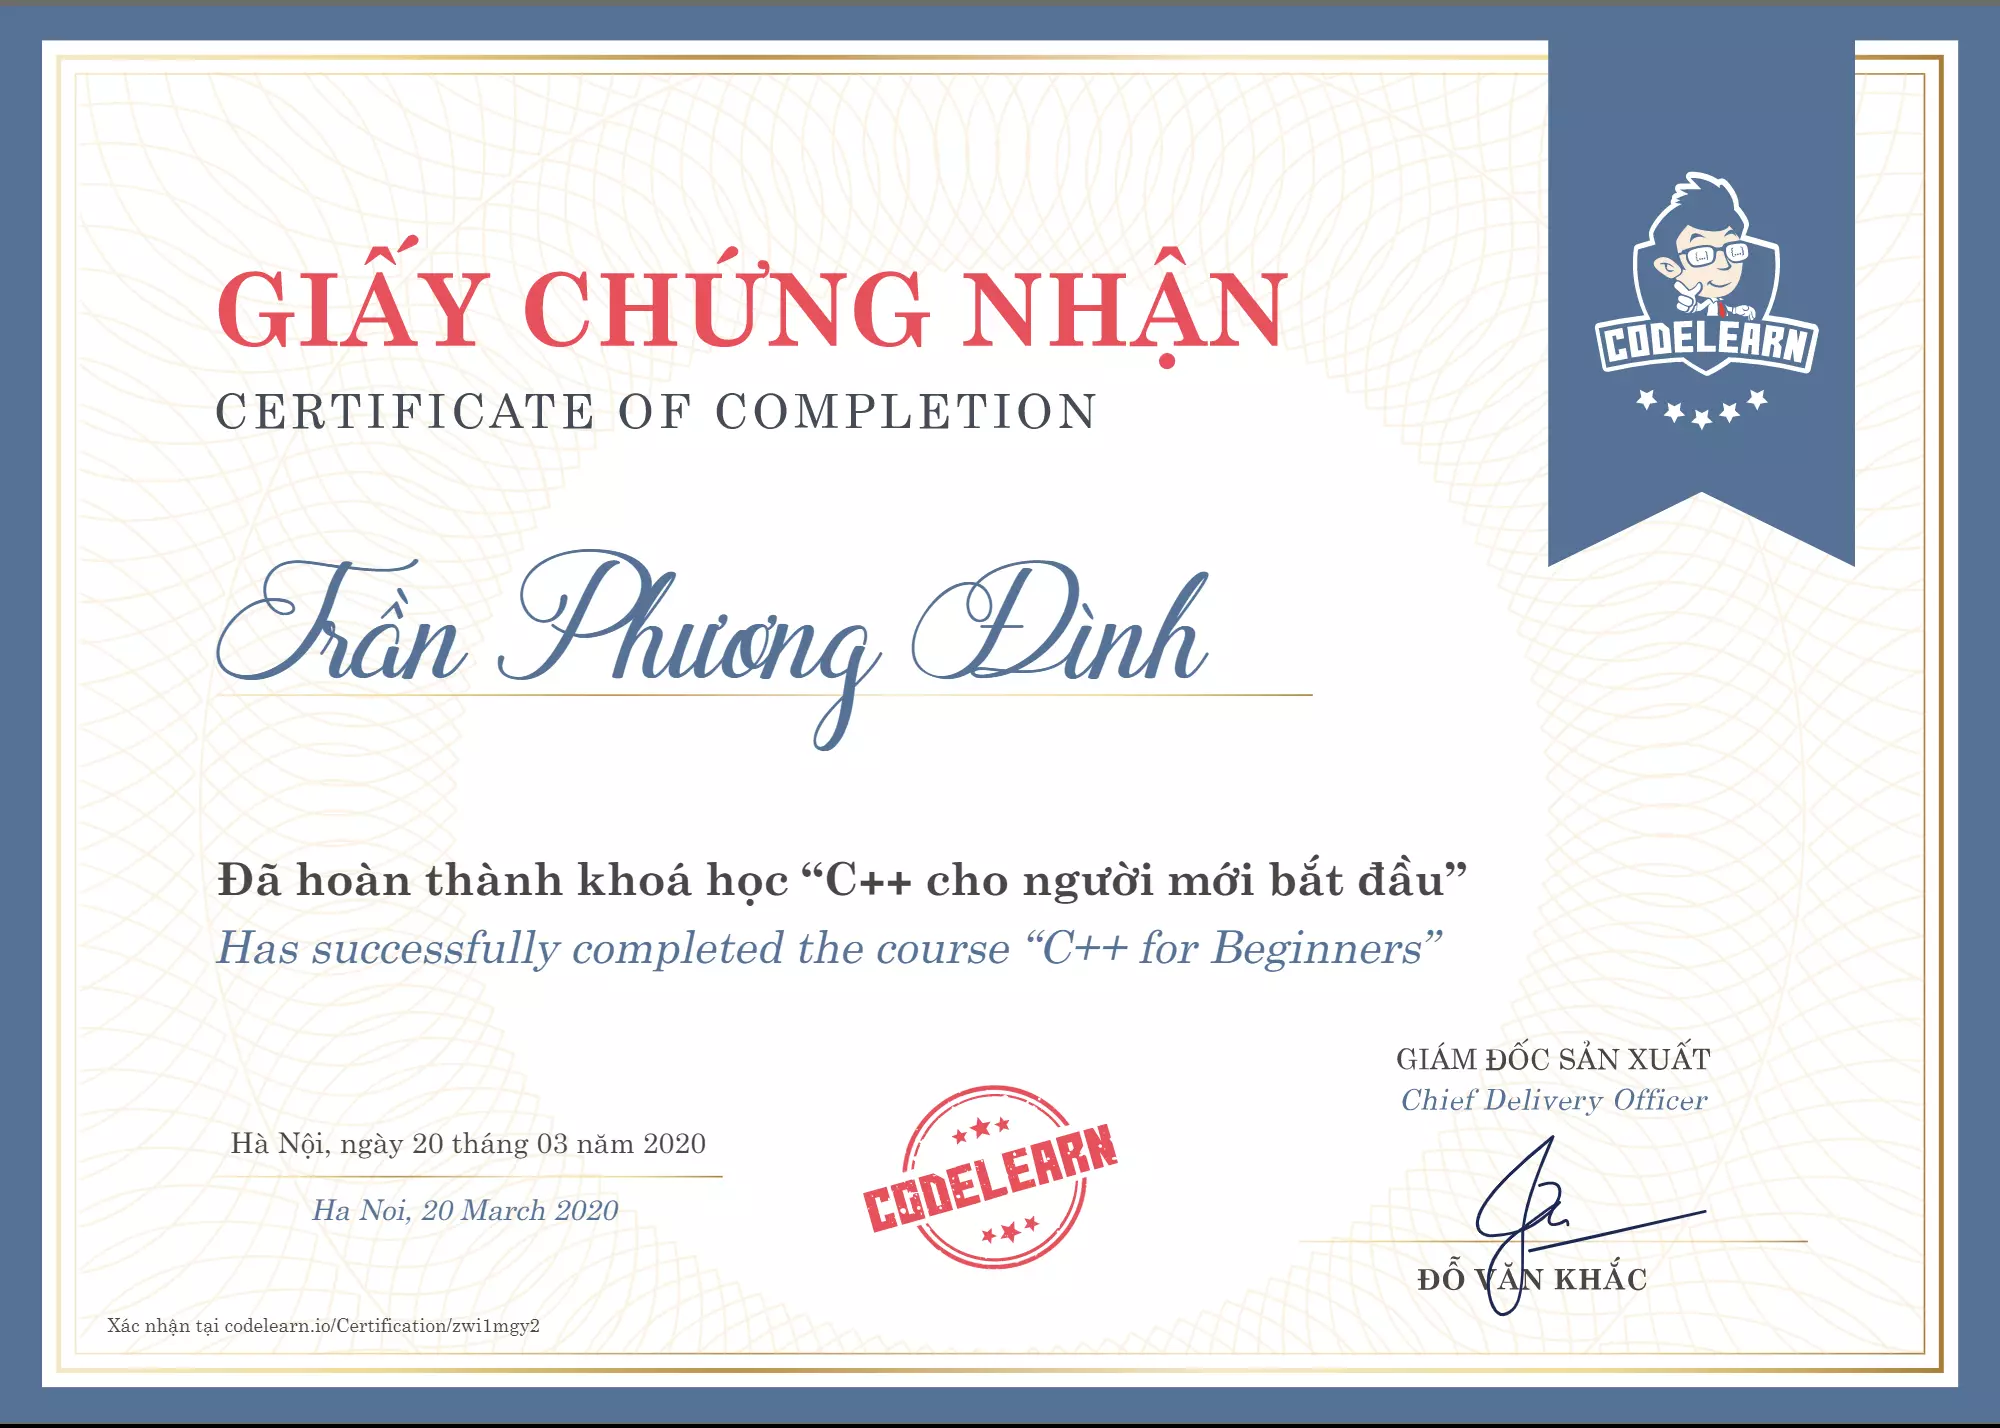 GIẤY CHỨNG NHẬN
CERTIFICATE OF COMPLETION
CODELEARN
Trần Phương Đình
Đã hoàn thành khoá học “C++ cho người mới bắt đầu”
Has successfully completed the course “C++ for Beginners”
GIÁM ĐỐC SẢN XUẤT
Chief Delivery Officer
Hà Nội, ngày 20 tháng 03 năm 2020
Ha Noi, 20 March 2020
CODELEARN
ĐỖ VĂN KHẮC
Xác nhận tại codelearn.io/Certification/zwi1mgy2